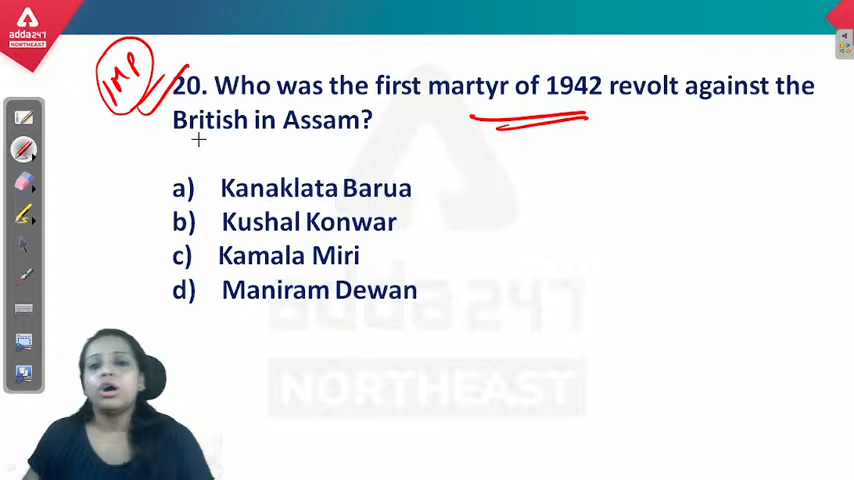 adda247
NORTHEAST
IMP
20. Who was the first martyr of 1942 revolt against the
British in Assam?
a) Kanaklata Barua
b) Kushal Konwar
c) Kamala Miri
d) Maniram Dewan
adda247
NORTHEAST